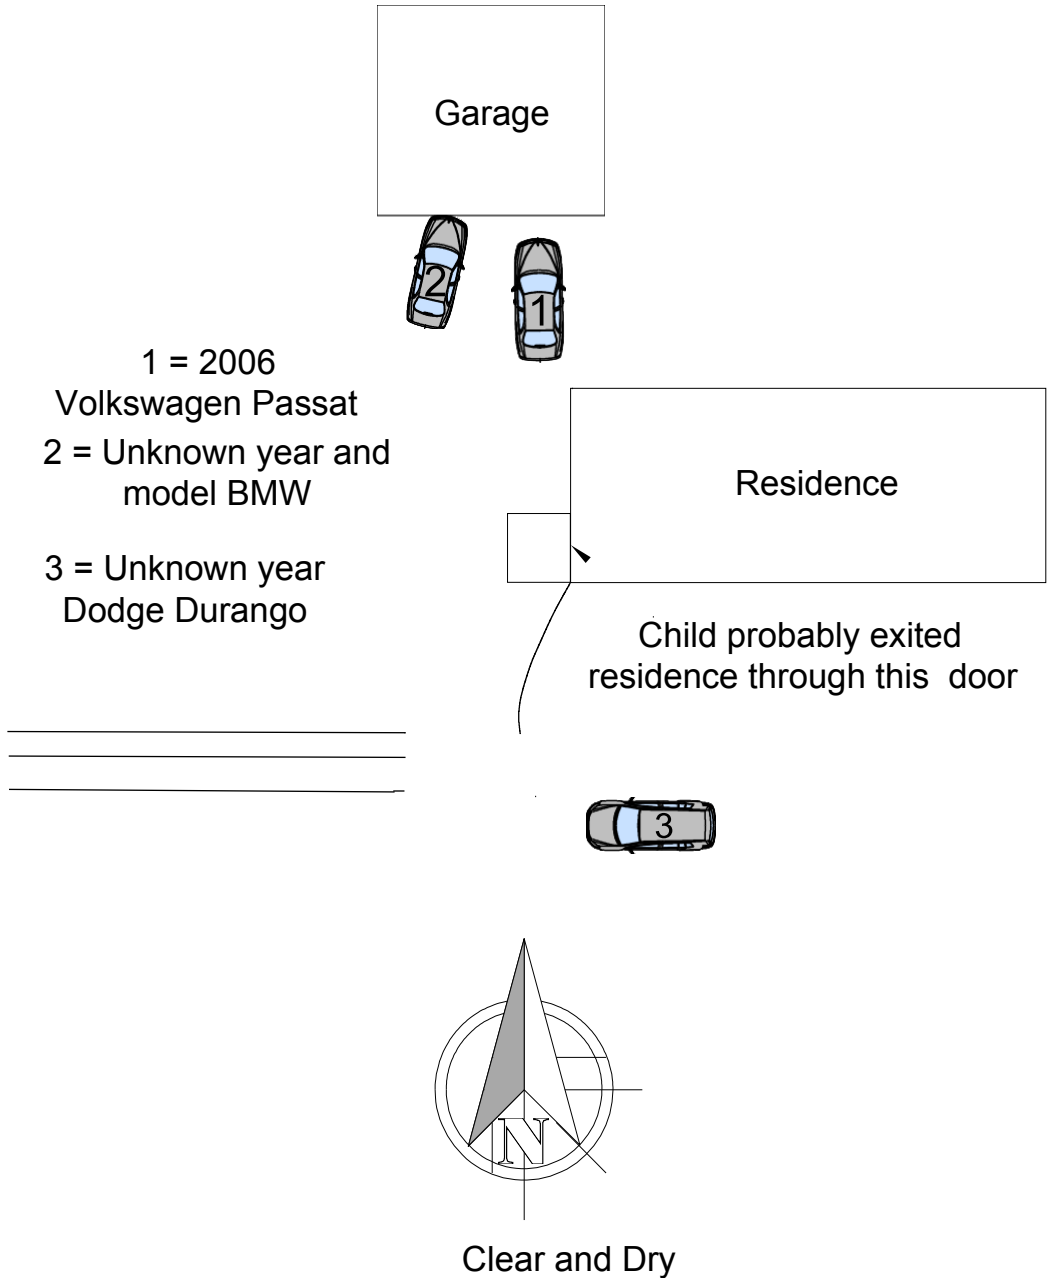 Garage
2
1
1 = 2006
Volkswagen Passat
2 = Unknown year and
model BMW
Residence
3 = Unknown year
Dodge Durango
Child probably exited
residence through this door
3
N
Clear and Dry